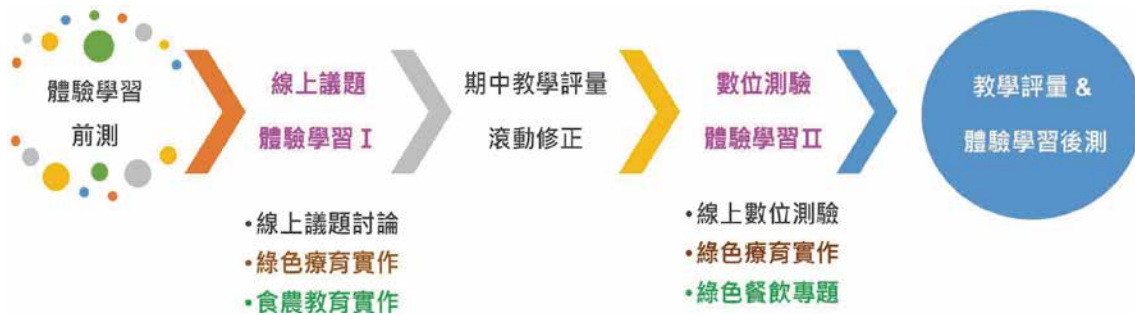 體驗學習
前測
線上議題
體驗學習 I
•線上議題討論
•綠色療育實作
•食農教育實作
期中教學評量
滾動修正
數位測驗
體驗學習 II
•線上數位測驗
•綠色療育實作
•綠色餐飲專題
教學評量 &
體驗學習後測